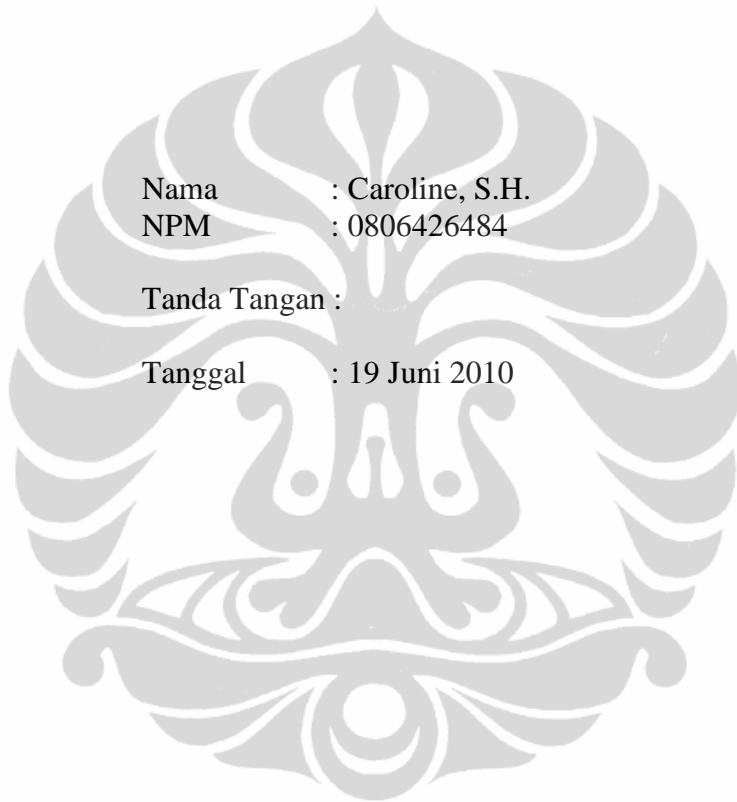 Nama : Caroline, S.H.
NPM : 0806426484
Tanda Tangan :
Tanggal : 19 Juni 2010